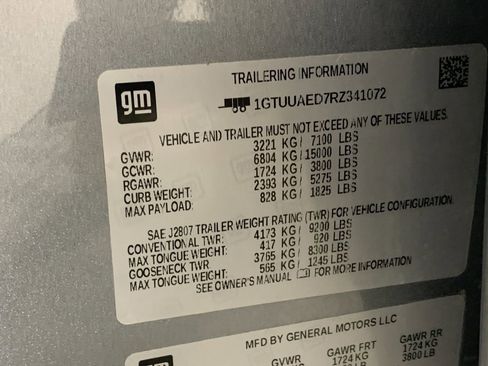 gm
TRAILERING INFORMATION
1GTUUAED7RZ341072
VEHICLE AND TRAILER MUST NOT EXCEED ANY OF THESE VALUES.
GVWR: 3221 KG / 7100 LBS
GCWR: 6804 KG / 15000 LBS
RGAWR: 1724 KG / 3800 LBS
CURB WEIGHT: 2393 KG / 5275 LBS
MAX PAYLOAD: 828 KG / 1825 LBS
SAE J2807 TRAILER WEIGHT RATING (TWR) FOR VEHICLE CONFIGURATION.
CONVENTIONAL TWR: 4173 KG / 9200 LBS
MAX TONGUE WEIGHT: 417 KG / 920 LBS
GOOSENECK TWR 3765 KG / 8300 LBS
MAX TONGUE WEIGHT: 565 KG / 1245 LBS
SEE OWNER'S MANUAL FOR MORE INFORMATION
gm
MFD BY GENERAL MOTORS LLC
GVWR GAWR FRT GAWR RR
1724 KG 1724 KG
3800 LB